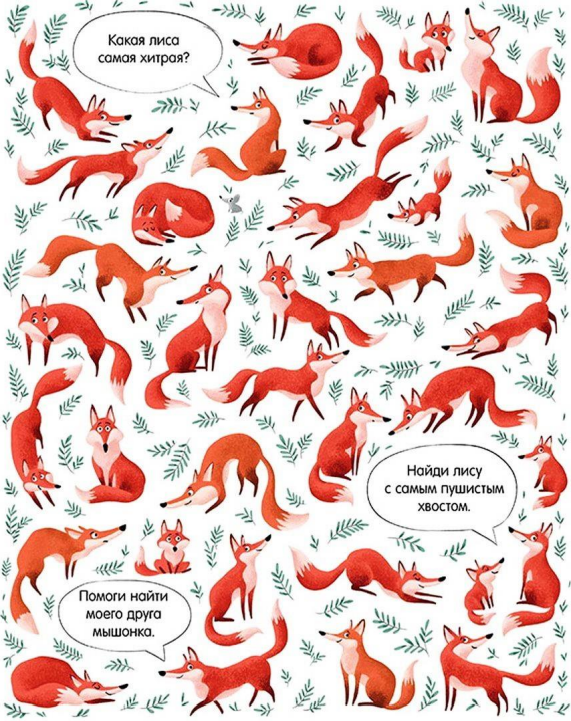 Какая лиса
самая хитрая?
Найди лису
с самым пушистым
хвостом.
Помоги найти
моего друга
мышонка.